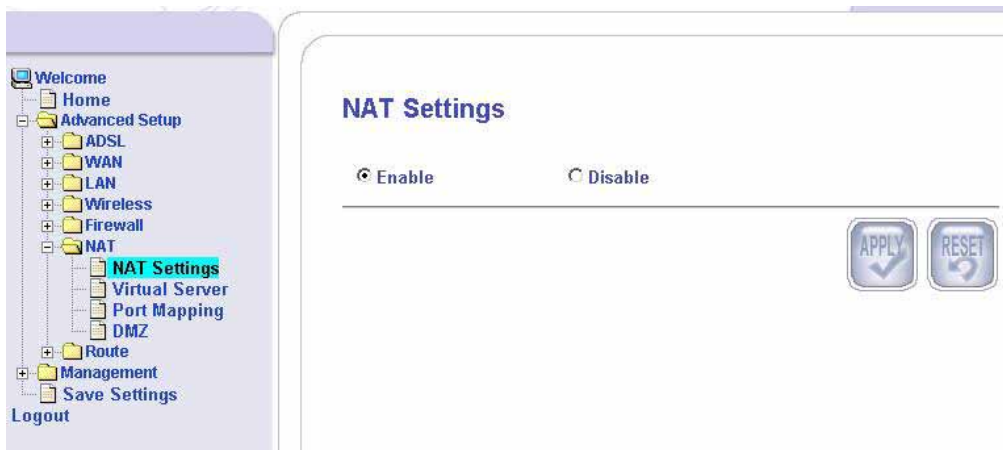 Welcome
Home
Advanced Setup
ADSL
WAN
LAN
Wireless
Firewall
NAT
NAT Settings
Virtual Server
Port Mapping
DMZ
Route
Management
Save Settings
Logout
NAT Settings
Enable Disable
APPLY RESET